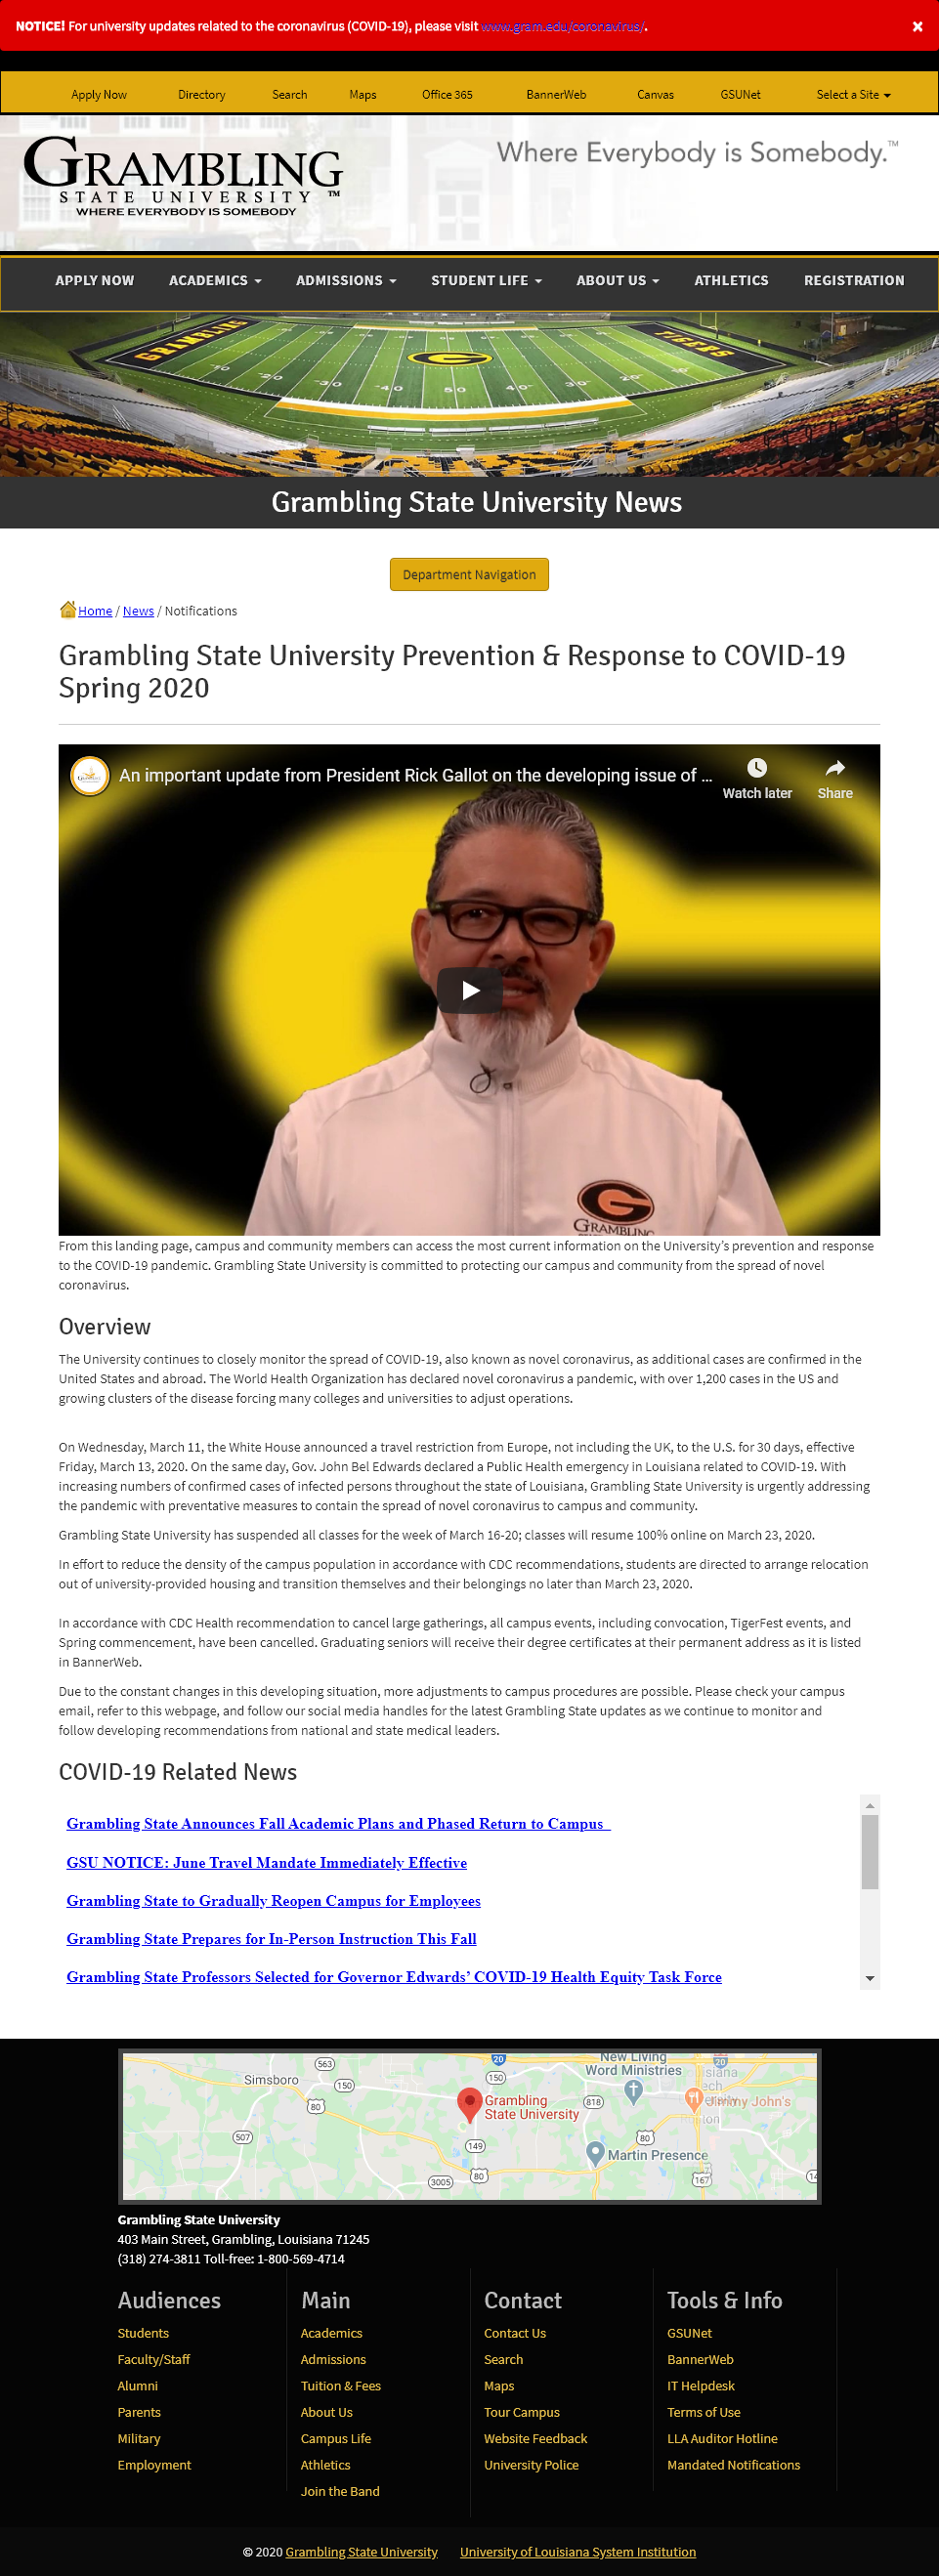 NOTICE! For university updates related to the coronavirus (COVID-19), please visit www.gram.edu/coronavirus/. ×
Apply Now Directory Search Maps Office 365 BannerWeb Canvas GSUNet Select a Site
GRAMBLING
STATE UNIVERSITY™
WHERE EVERYBODY IS SOMEBODY
Where Everybody is Somebody.™
APPLY NOW ACADEMICS ADMISSIONS STUDENT LIFE ABOUT US ATHLETICS REGISTRATION
GRAMBLING
TIGERS
G
Grambling State University News
Department Navigation
Home / News / Notifications
Grambling State University Prevention & Response to COVID-19
Spring 2020
An important update from President Rick Gallot on the developing issue of ...
Watch later
Share
G
GRAMBLING
From this landing page, campus and community members can access the most current information on the University's prevention and response
to the COVID-19 pandemic. Grambling State University is committed to protecting our campus and community from the spread of novel
coronavirus.
Overview
The University continues to closely monitor the spread of COVID-19, also known as novel coronavirus, as additional cases are confirmed in the
United States and abroad. The World Health Organization has declared novel coronavirus a pandemic, with over 1,200 cases in the US and
growing clusters of the disease forcing many colleges and universities to adjust operations.
On Wednesday, March 11, the White House announced a travel restriction from Europe, not including the UK, to the U.S. for 30 days, effective
Friday, March 13, 2020. On the same day, Gov. John Bel Edwards declared a Public Health emergency in Louisiana related to COVID-19. With
increasing numbers of confirmed cases of infected persons throughout the state of Louisiana, Grambling State University is urgently addressing
the pandemic with preventative measures to contain the spread of novel coronavirus to campus and community.
Grambling State University has suspended all classes for the week of March 16-20; classes will resume 100% online on March 23, 2020.
In effort to reduce the density of the campus population in accordance with CDC recommendations, students are directed to arrange relocation
out of university-provided housing and transition themselves and their belongings no later than March 23, 2020.
In accordance with CDC Health recommendation to cancel large gatherings, all campus events, including convocation, TigerFest events, and
Spring commencement, have been cancelled. Graduating seniors will receive their degree certificates at their permanent address as it is listed
in BannerWeb.
Due to the constant changes in this developing situation, more adjustments to campus procedures are possible. Please check your campus
email, refer to this webpage, and follow our social media handles for the latest Grambling State updates as we continue to monitor and
follow developing recommendations from national and state medical leaders.
COVID-19 Related News
Grambling State Announces Fall Academic Plans and Phased Return to Campus
GSU NOTICE: June Travel Mandate Immediately Effective
Grambling State to Gradually Reopen Campus for Employees
Grambling State Prepares for In-Person Instruction This Fall
Grambling State Professors Selected for Governor Edwards' COVID-19 Health Equity Task Force
563
20
New Living
Word Ministries
20
Simsboro
150
150
80
Grambling
State University
818
Jimmy John's
507
149
80
Martin Presence
3005
80
167
Grambling State University
403 Main Street, Grambling, Louisiana 71245
(318) 274-3811 Toll-free: 1-800-569-4714
Audiences
Students
Faculty/Staff
Alumni
Parents
Military
Employment
Main
Academics
Admissions
Tuition & Fees
About Us
Campus Life
Athletics
Join the Band
Contact
Contact Us
Search
Maps
Tour Campus
Website Feedback
University Police
Tools & Info
GSUNet
BannerWeb
IT Helpdesk
Terms of Use
LLA Auditor Hotline
Mandated Notifications
© 2020 Grambling State University University of Louisiana System Institution